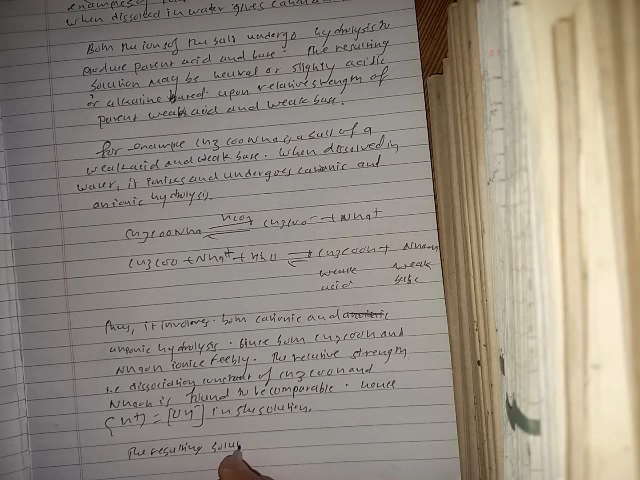 when dissolved in water gives
Both the ions of the salt undergo hydrolysis to
produce parent acid and base. The resulting
solution may be neutral or slightly acidic
or alkaline based upon relative strength of
parent weak acid and weak base.
for example CH3COONH4 is a salt of a
weak acid and weak base. When dissolved in
water, it ionizes and undergoes cationic and
anionic hydrolysis.
CH3COONH4 ⇌ CH3COO⁻ + NH4⁺
CH3COO⁻ + NH4⁺ + H2O ⇌ CH3COOH + NH4OH
weak weak
acid base
Thus, it involves both cationic and
anionic hydrolysis. Since both CH3COOH and
NH4OH ionise feebly. The relative strength
i.e dissociation constant of CH3COOH and
NH4OH is found to be comparable. hence
[H⁺] = [OH⁻] in the solution.
The resulting solu